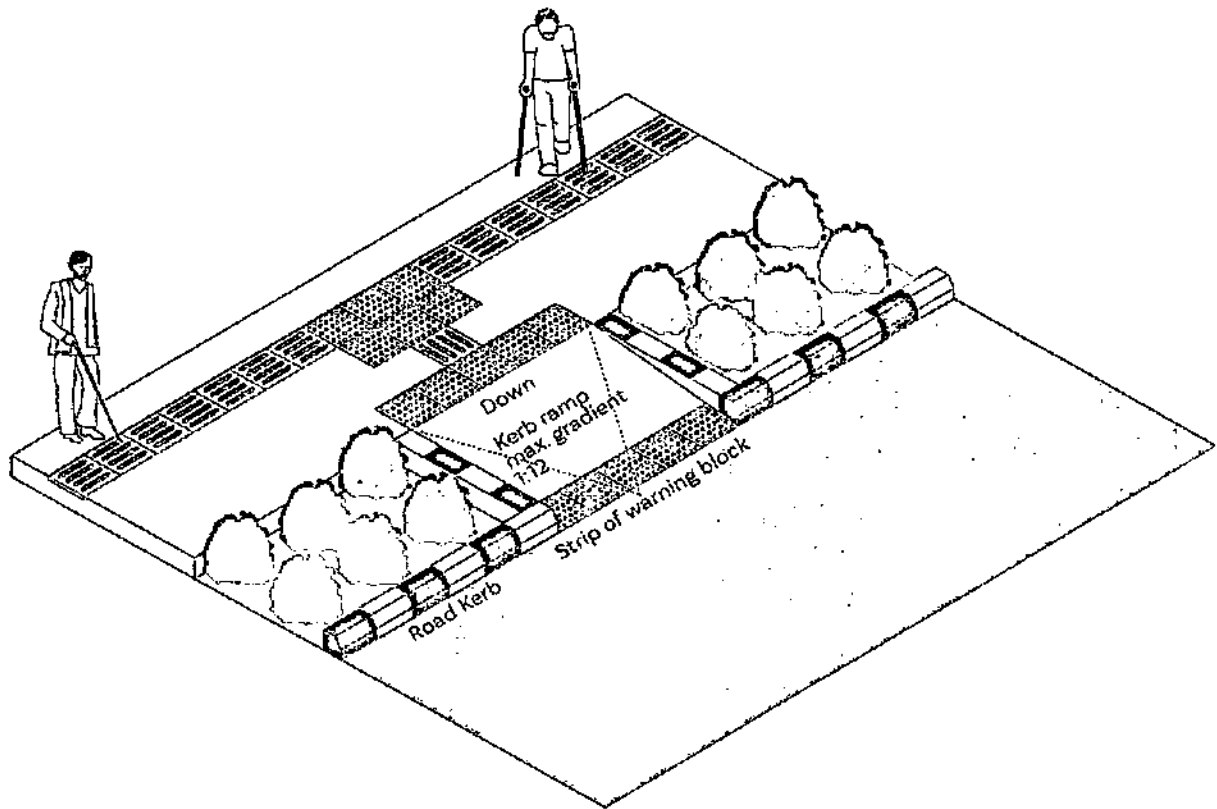 Down
Kerb ramp
max. gradient
1:12
Strip of warning block
Road Kerb